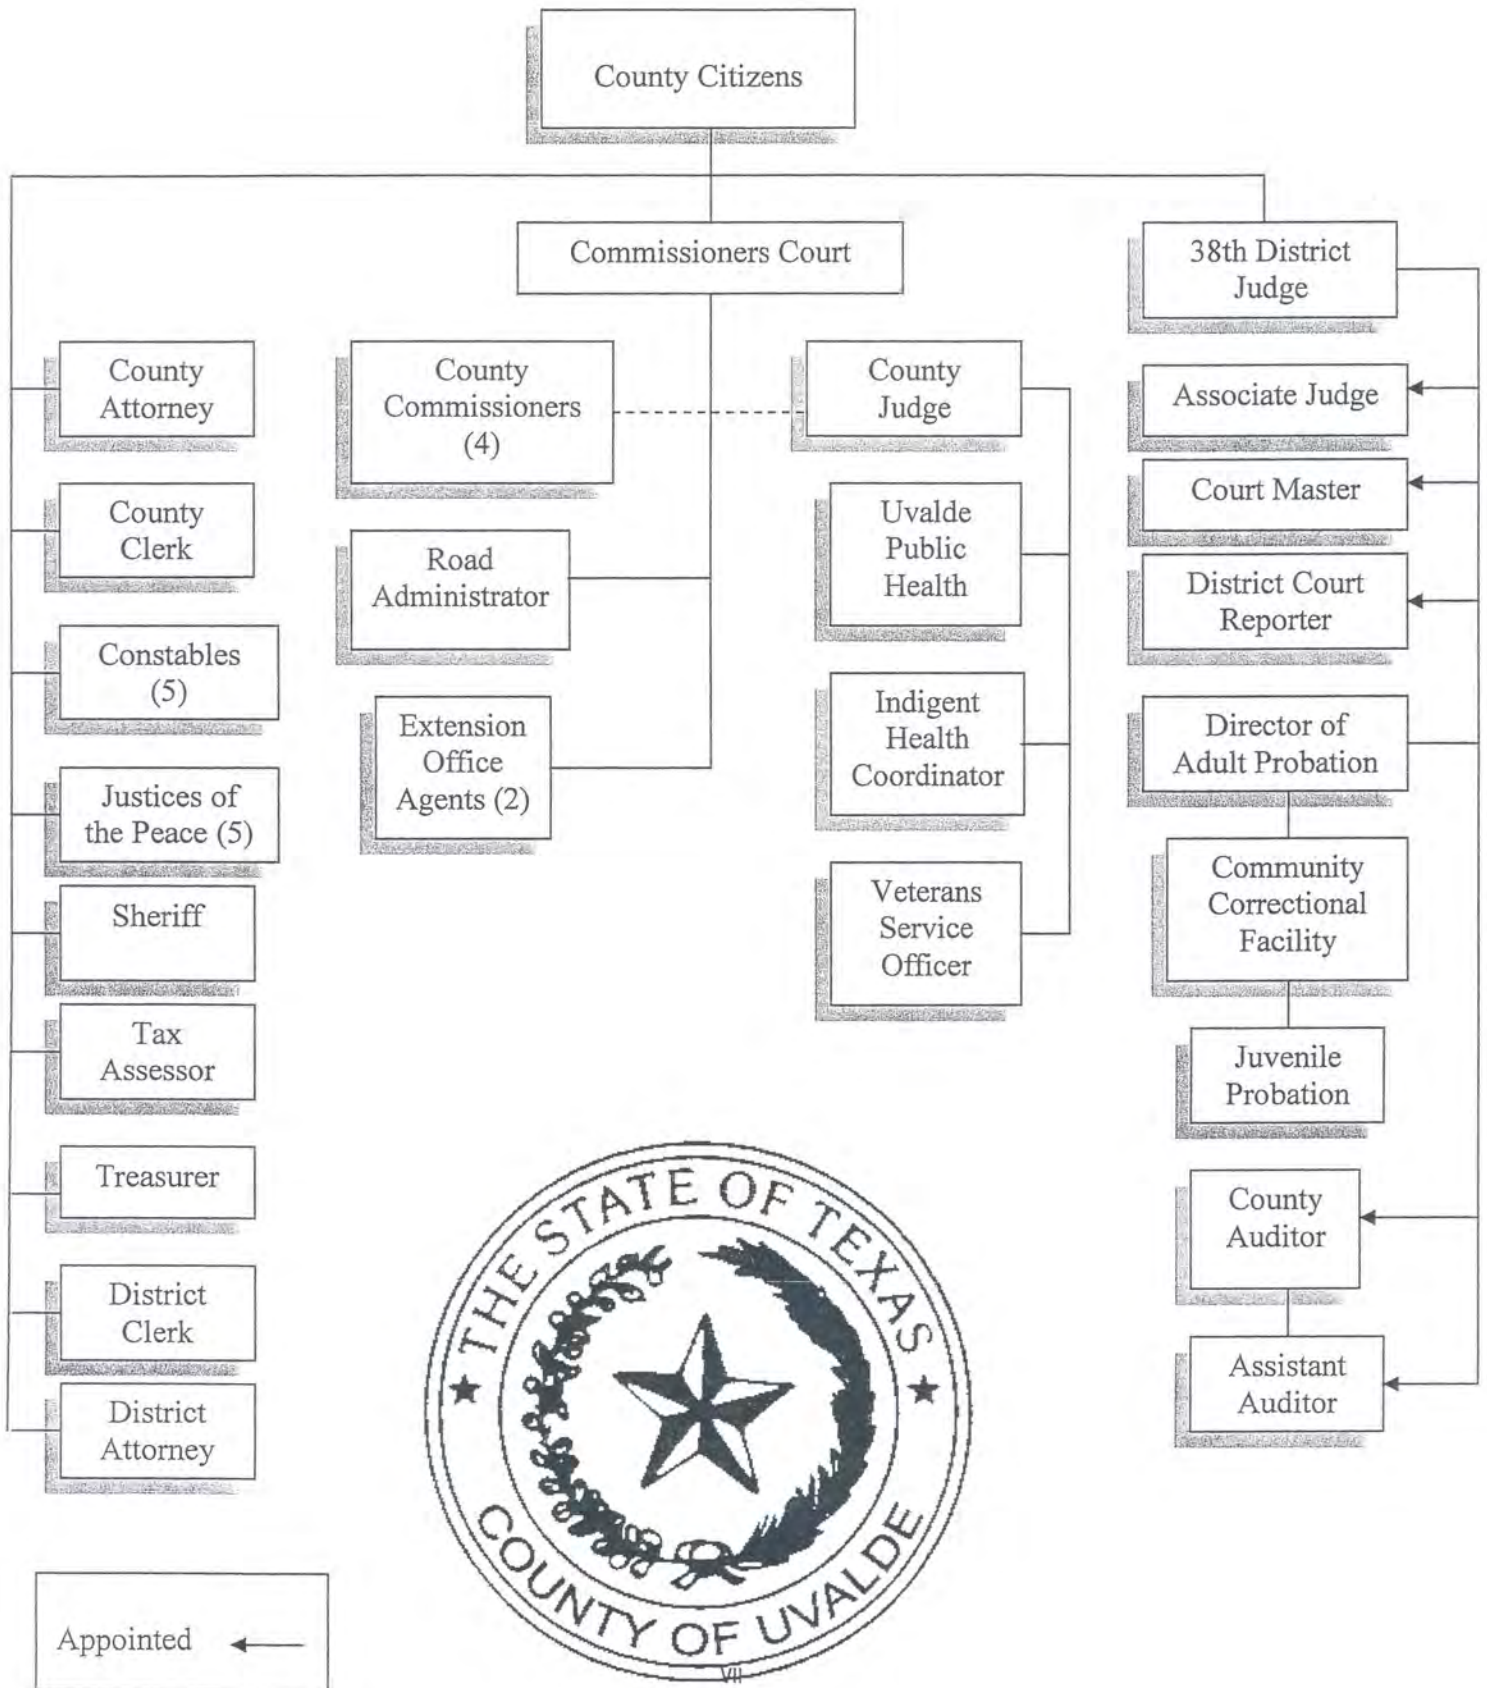 County Citizens
Commissioners Court
38th District
Judge
County
Attorney
County
Clerk
Constables
(5)
Justices of
the Peace (5)
Sheriff
Tax
Assessor
Treasurer
District
Clerk
District
Attorney
County
Commissioners
(4)
Road
Administrator
Extension
Office
Agents (2)
County
Judge
Uvalde
Public
Health
Indigent
Health
Coordinator
Veterans
Service
Officer
Associate Judge
Court Master
District Court
Reporter
Director of
Adult Probation
Community
Correctional
Facility
Juvenile
Probation
County
Auditor
Assistant
Auditor
THE STATE OF TEXAS
COUNTY OF UVALDE
Appointed
VII